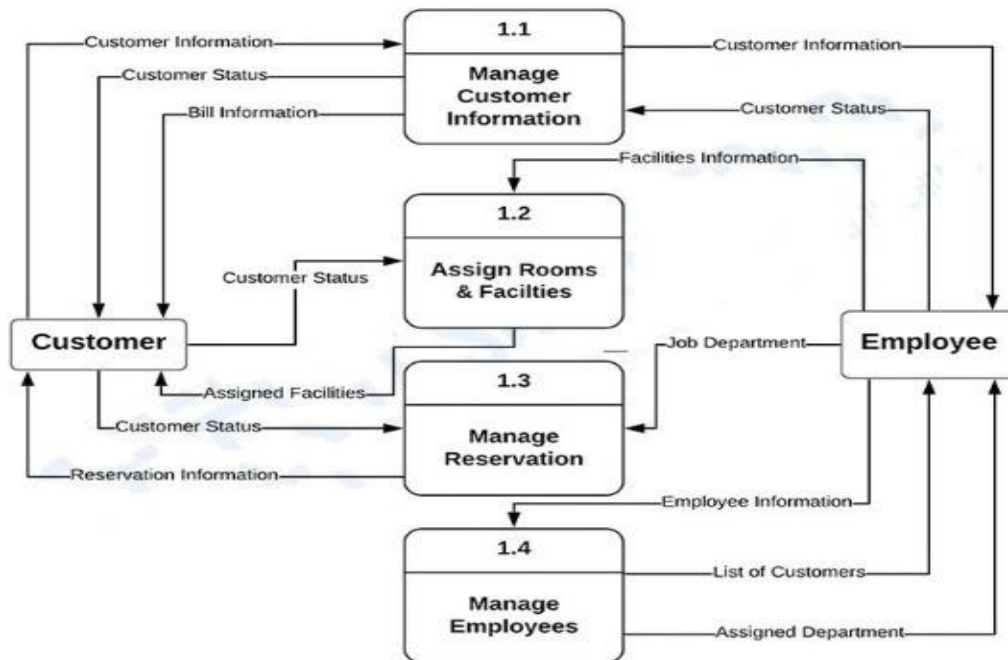 1.1
Customer Information
Customer Information
Manage
Customer
Information
Customer Status
Bill Information
Customer Status
Facilities Information
1.2
Assign Rooms
& Facilties
Customer Status
Customer
Employee
Job Department
Assigned Facilities
1.3
Customer Status
Manage
Reservation
Reservation Information
Employee Information
1.4
Manage
Employees
List of Customers
Assigned Department